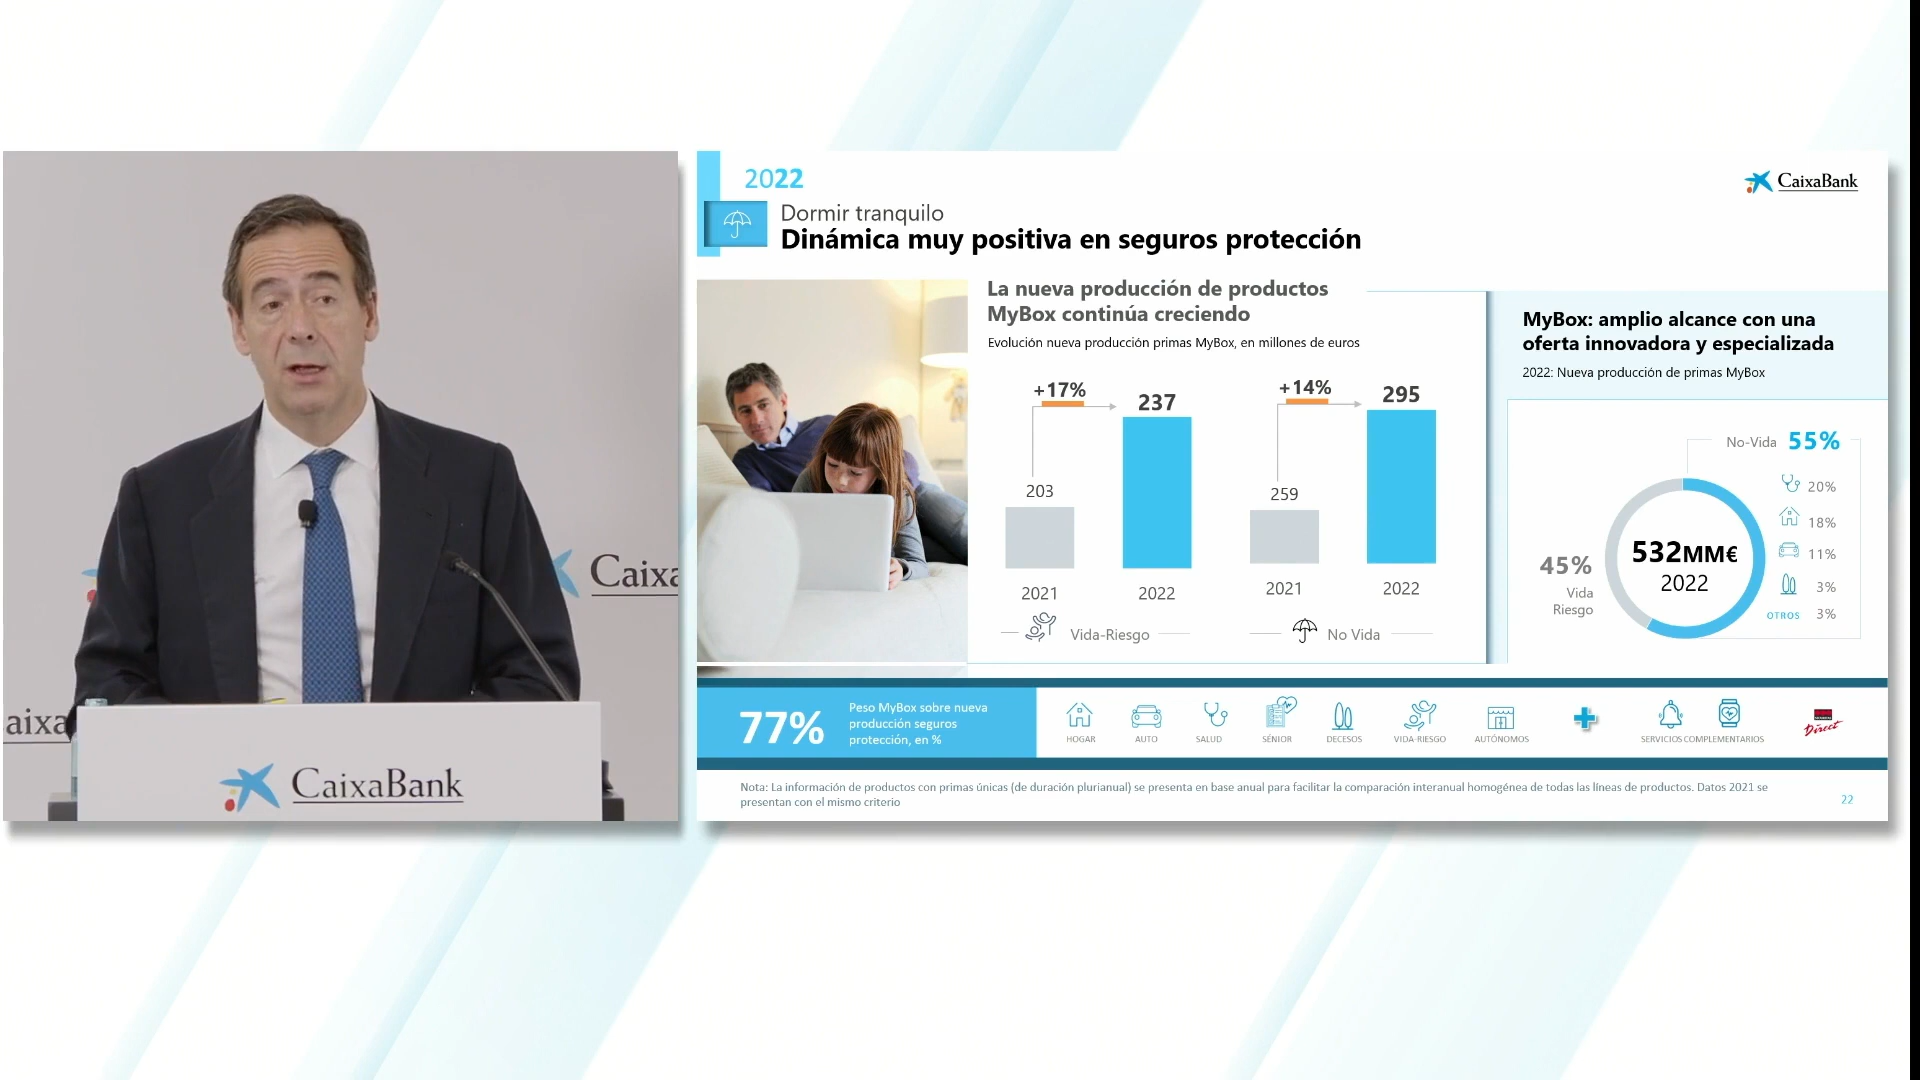 Caixa
aixa
CaixaBank
2022
CaixaBank
Dormir tranquilo
Dinámica muy positiva en seguros protección
La nueva producción de productos
MyBox continúa creciendo
Evolución nueva producción primas MyBox, en millones de euros
+17%
237
203
2021
2022
Vida-Riesgo
+14%
295
259
2021
2022
No Vida
MyBox: amplio alcance con una
oferta innovadora y especializada
2022: Nueva producción de primas MyBox
No-Vida 55%
20%
18%
11%
3%
OTROS 3%
532MM€
2022
45%
Vida
Riesgo
77%
Peso MyBox sobre nueva
producción seguros
protección, en %
HOGAR
AUTO
SALUD
SÉNIOR
DECESOS
VIDA-RIESGO
AUTÓNOMOS
SERVICIOS COMPLEMENTARIOS
Direct
Nota: La información de productos con primas únicas (de duración plurianual) se presenta en base anual para facilitar la comparación interanual homogénea de todas las líneas de productos. Datos 2021 se
presentan con el mismo criterio
22